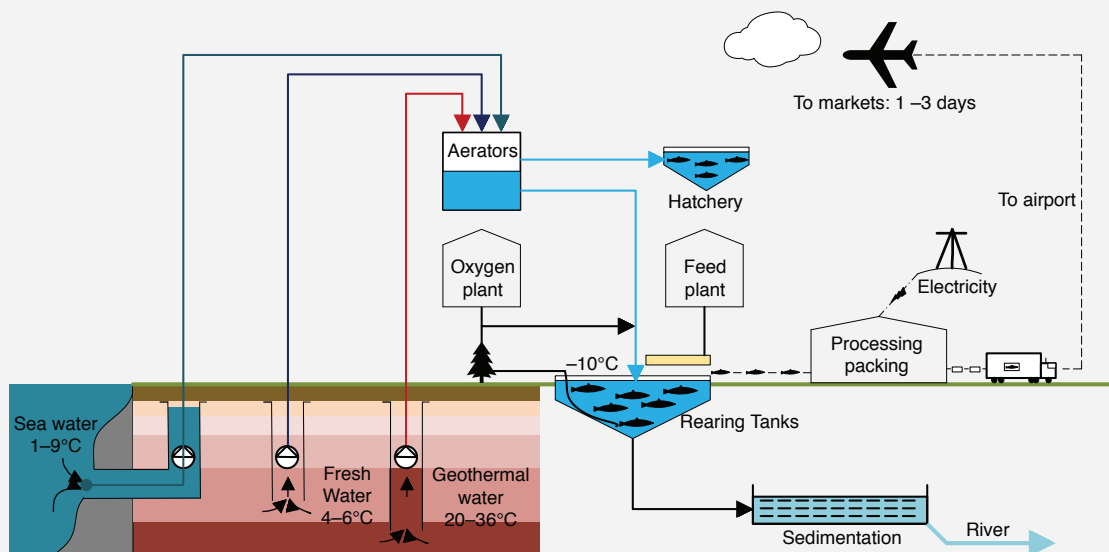 To markets: 1 –3 days
Aerators
Hatchery
To airport
Oxygen
plant
Feed
plant
Electricity
Processing
packing
–10°C
Rearing Tanks
Sea water
1–9°C
Fresh
Water
4–6°C
Geothermal
water
20–36°C
Sedimentation
River